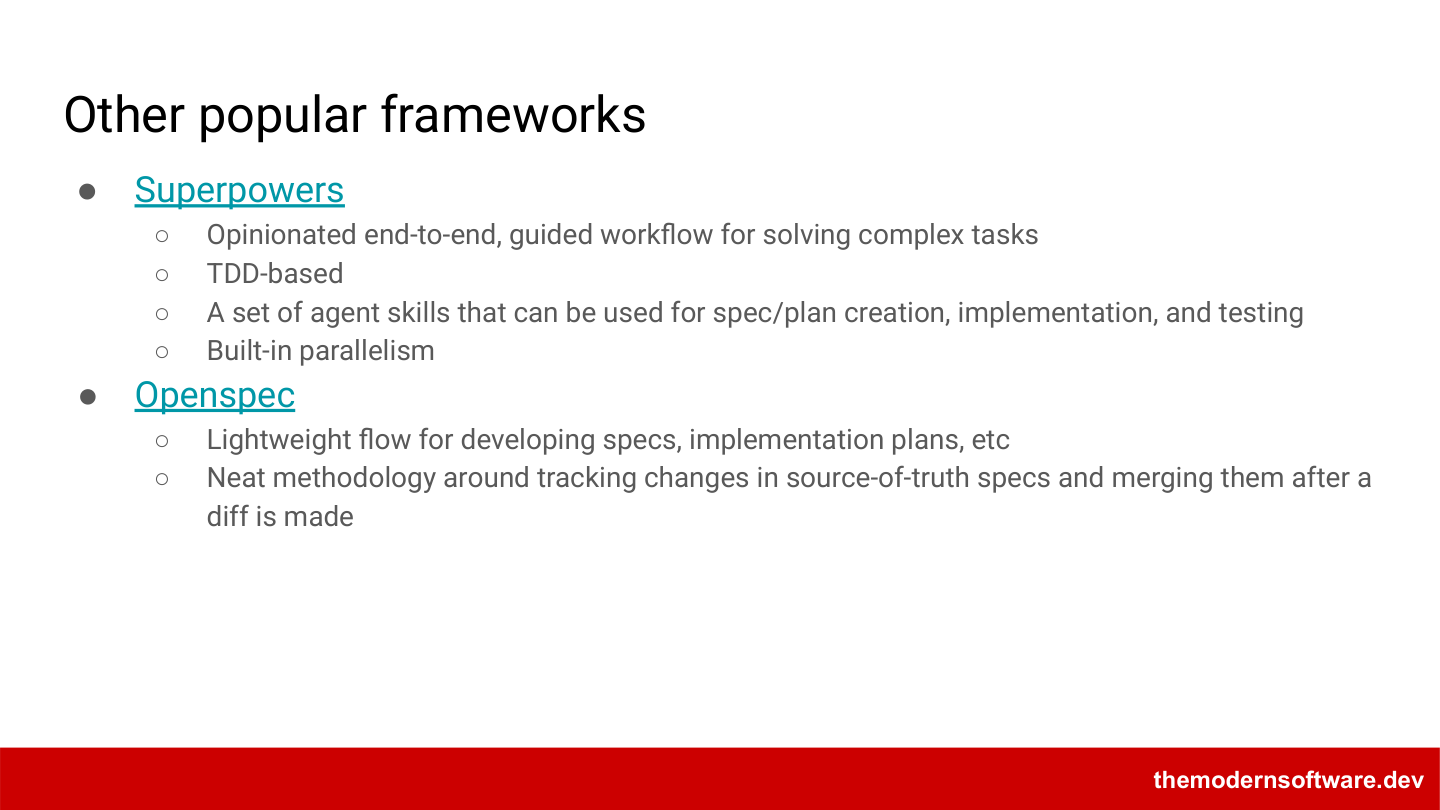 Other popular frameworks
● Superpowers
○ Opinionated end-to-end, guided workflow for solving complex tasks
○ TDD-based
○ A set of agent skills that can be used for spec/plan creation, implementation, and testing
○ Built-in parallelism
● Openspec
○ Lightweight flow for developing specs, implementation plans, etc
○ Neat methodology around tracking changes in source-of-truth specs and merging them after a
diff is made
themodernsoftware.dev